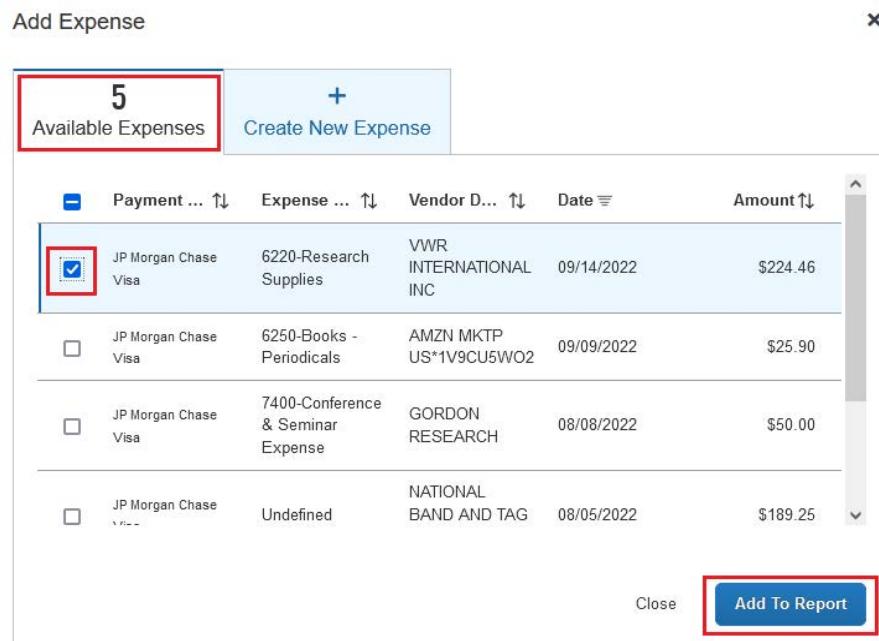 Add Expense
5
Available Expenses
+
Create New Expense
Payment ... Expense ... Vendor D... Date Amount
JP Morgan Chase
Visa
6220-Research
Supplies
VWR
INTERNATIONAL
INC
09/14/2022
$224.46
JP Morgan Chase
Visa
6250-Books -
Periodicals
AMZN MKTP
US*1V9CU5WO2
09/09/2022
$25.90
JP Morgan Chase
Visa
7400-Conference
& Seminar
Expense
GORDON
RESEARCH
08/08/2022
$50.00
JP Morgan Chase
Undefined
NATIONAL
BAND AND TAG
08/05/2022
$189.25
Close
Add To Report